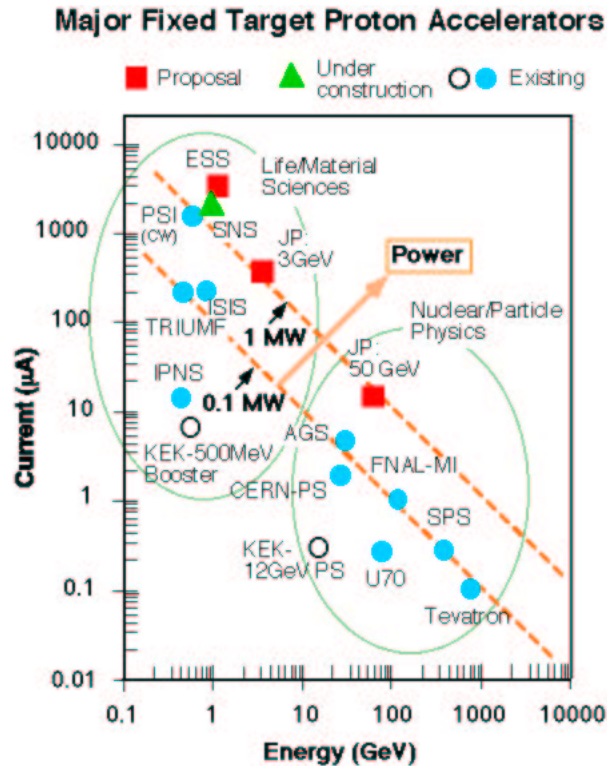 Major Fixed Target Proton Accelerators
Proposal
Under
construction
Existing
10000
1000
100
10
1
0.1
0.01
Current (μA)
ESS
Life/Material
Sciences
PSI
(CW)
SNS
JP:
3GeV
Power
ISIS
TRIUMF
1 MW
Nuclear/Particle
Physics
IPNS
0.1 MW
JP:
50 GeV
KEK-500MeV
Booster
AGS
FNAL-MI
CERN-PS
SPS
KEK-
12GeV PS
U70
Tevatron
0.1
1
10
100
1000
10000
Energy (GeV)